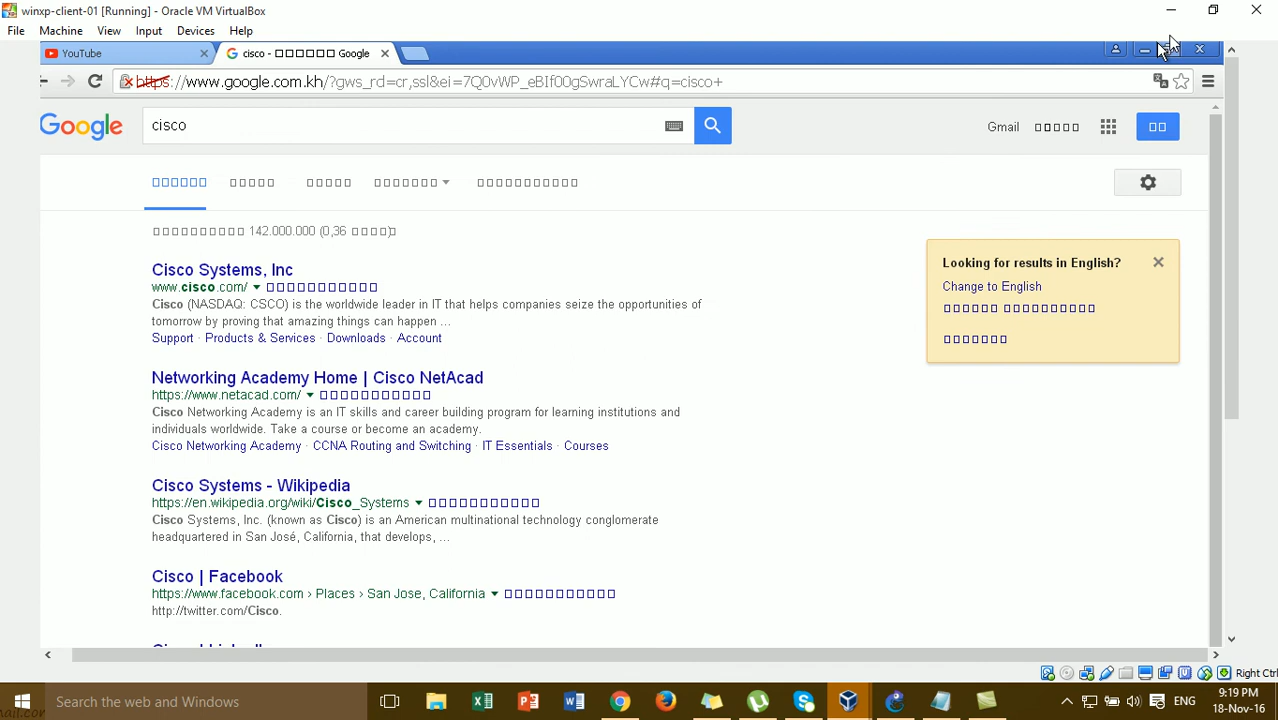 winxp-client-01 [Running] - Oracle VM VirtualBox
File Machine View Input Devices Help
YouTube
cisco - Google
https://www.google.com.kh/?gws_rd=cr,ssl&ei=7Q0vWP_eBIf00gSwraLYCw#q=cisco+
Google
cisco
Gmail
142.000.000 (0,36
Cisco Systems, Inc
www.cisco.com/
Cisco (NASDAQ: CSCO) is the worldwide leader in IT that helps companies seize the opportunities of
tomorrow by proving that amazing things can happen ...
Support · Products & Services · Downloads · Account
Looking for results in English?
Change to English
Networking Academy Home | Cisco NetAcad
https://www.netacad.com/
Cisco Networking Academy is an IT skills and career building program for learning institutions and
individuals worldwide. Take a course or become an academy.
Cisco Networking Academy · CCNA Routing and Switching · IT Essentials · Courses
Cisco Systems - Wikipedia
https://en.wikipedia.org/wiki/Cisco_Systems
Cisco Systems, Inc. (known as Cisco) is an American multinational technology conglomerate
headquartered in San José, California, that develops, ...
Cisco | Facebook
https://www.facebook.com › Places › San Jose, California
http://twitter.com/Cisco.
Right Ctrl
Search the web and Windows
ENG
9:19 PM
18-Nov-16